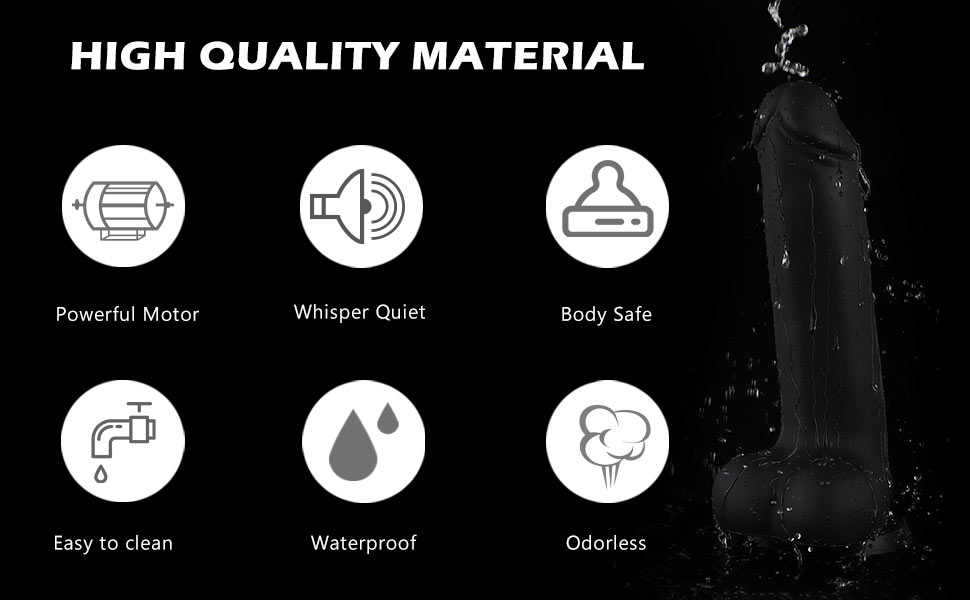 HIGH QUALITY MATERIAL
Powerful Motor
Whisper Quiet
Body Safe
Easy to clean
Waterproof
Odorless